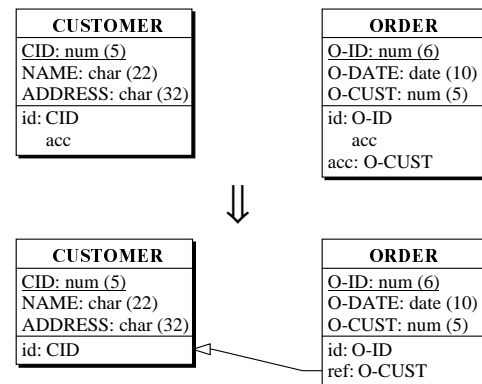 CUSTOMER
CID: num (5)
NAME: char (22)
ADDRESS: char (32)
id: CID
acc
ORDER
O-ID: num (6)
O-DATE: date (10)
O-CUST: num (5)
id: O-ID
acc
acc: O-CUST
⇓
CUSTOMER
CID: num (5)
NAME: char (22)
ADDRESS: char (32)
id: CID
ORDER
O-ID: num (6)
O-DATE: date (10)
O-CUST: num (5)
id: O-ID
ref: O-CUST